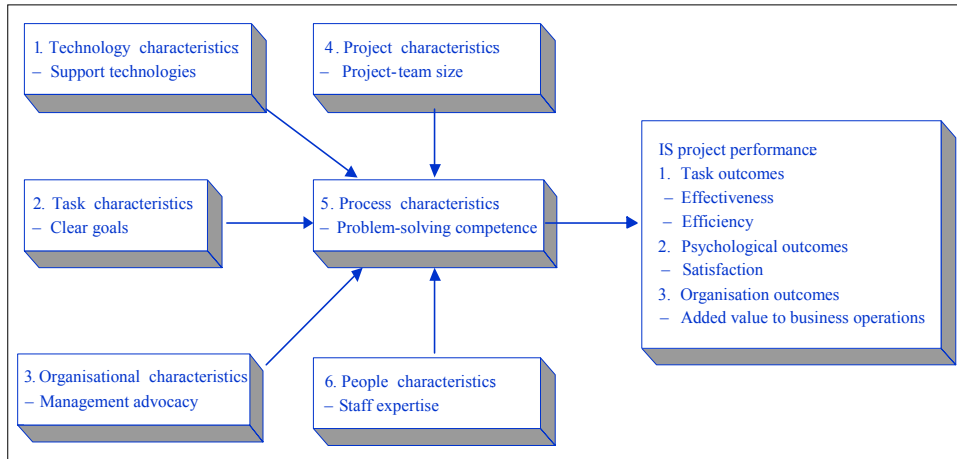 1. Technology characteristics
– Support technologies
4. Project characteristics
– Project-team size
2. Task characteristics
– Clear goals
5. Process characteristics
– Problem-solving competence
3. Organisational characteristics
– Management advocacy
6. People characteristics
– Staff expertise
IS project performance:
1. Task outcomes
– Effectiveness
– Efficiency
2. Psychological outcomes
– Satisfaction
3. Organisation outcomes
– Added value to business operations